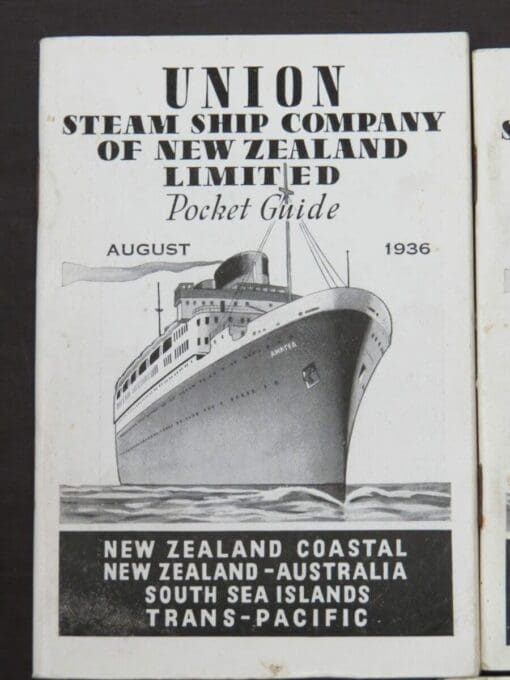 UNION
STEAM SHIP COMPANY
OF NEW ZEALAND
LIMITED
Pocket Guide
AUGUST 1936
AWATEA
NEW ZEALAND COASTAL
NEW ZEALAND-AUSTRALIA
SOUTH SEA ISLANDS
TRANS-PACIFIC